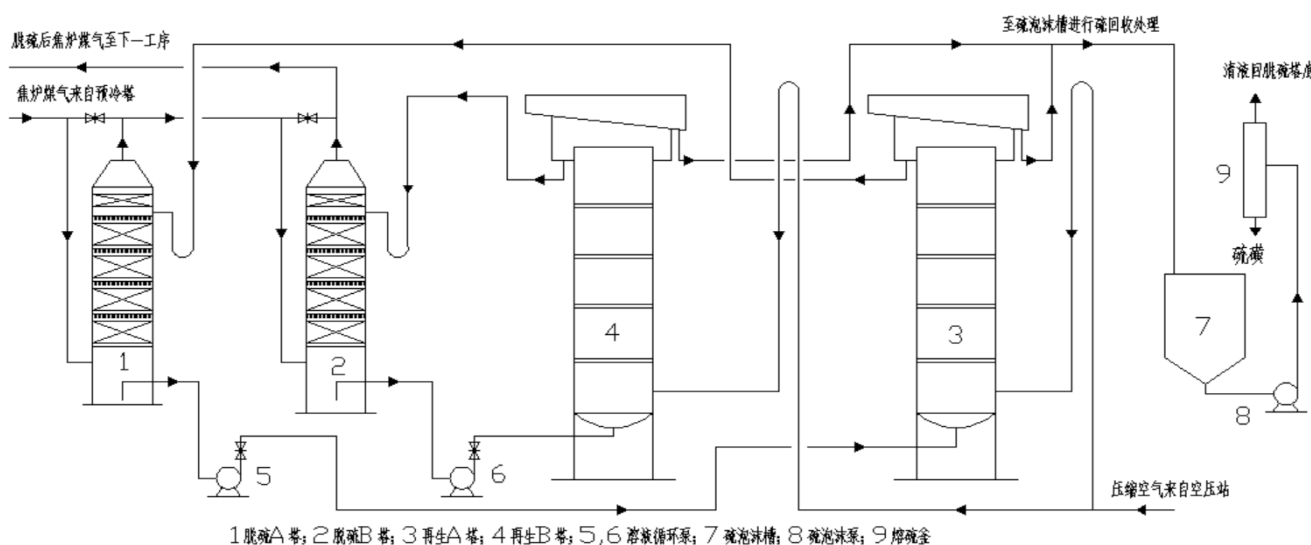 脱硫后焦炉煤气至下一工序
至硫泡沫槽进行硫回收处理
清液回脱硫塔底
焦炉煤气来自预冷塔
9
硫磺
1
2
4
3
7
8
5
6
压缩空气来自空压站
1脱硫A塔; 2脱硫B塔; 3再生A塔; 4再生B塔; 5,6溶液循环泵; 7硫泡沫槽; 8硫泡沫泵; 9熔硫釜